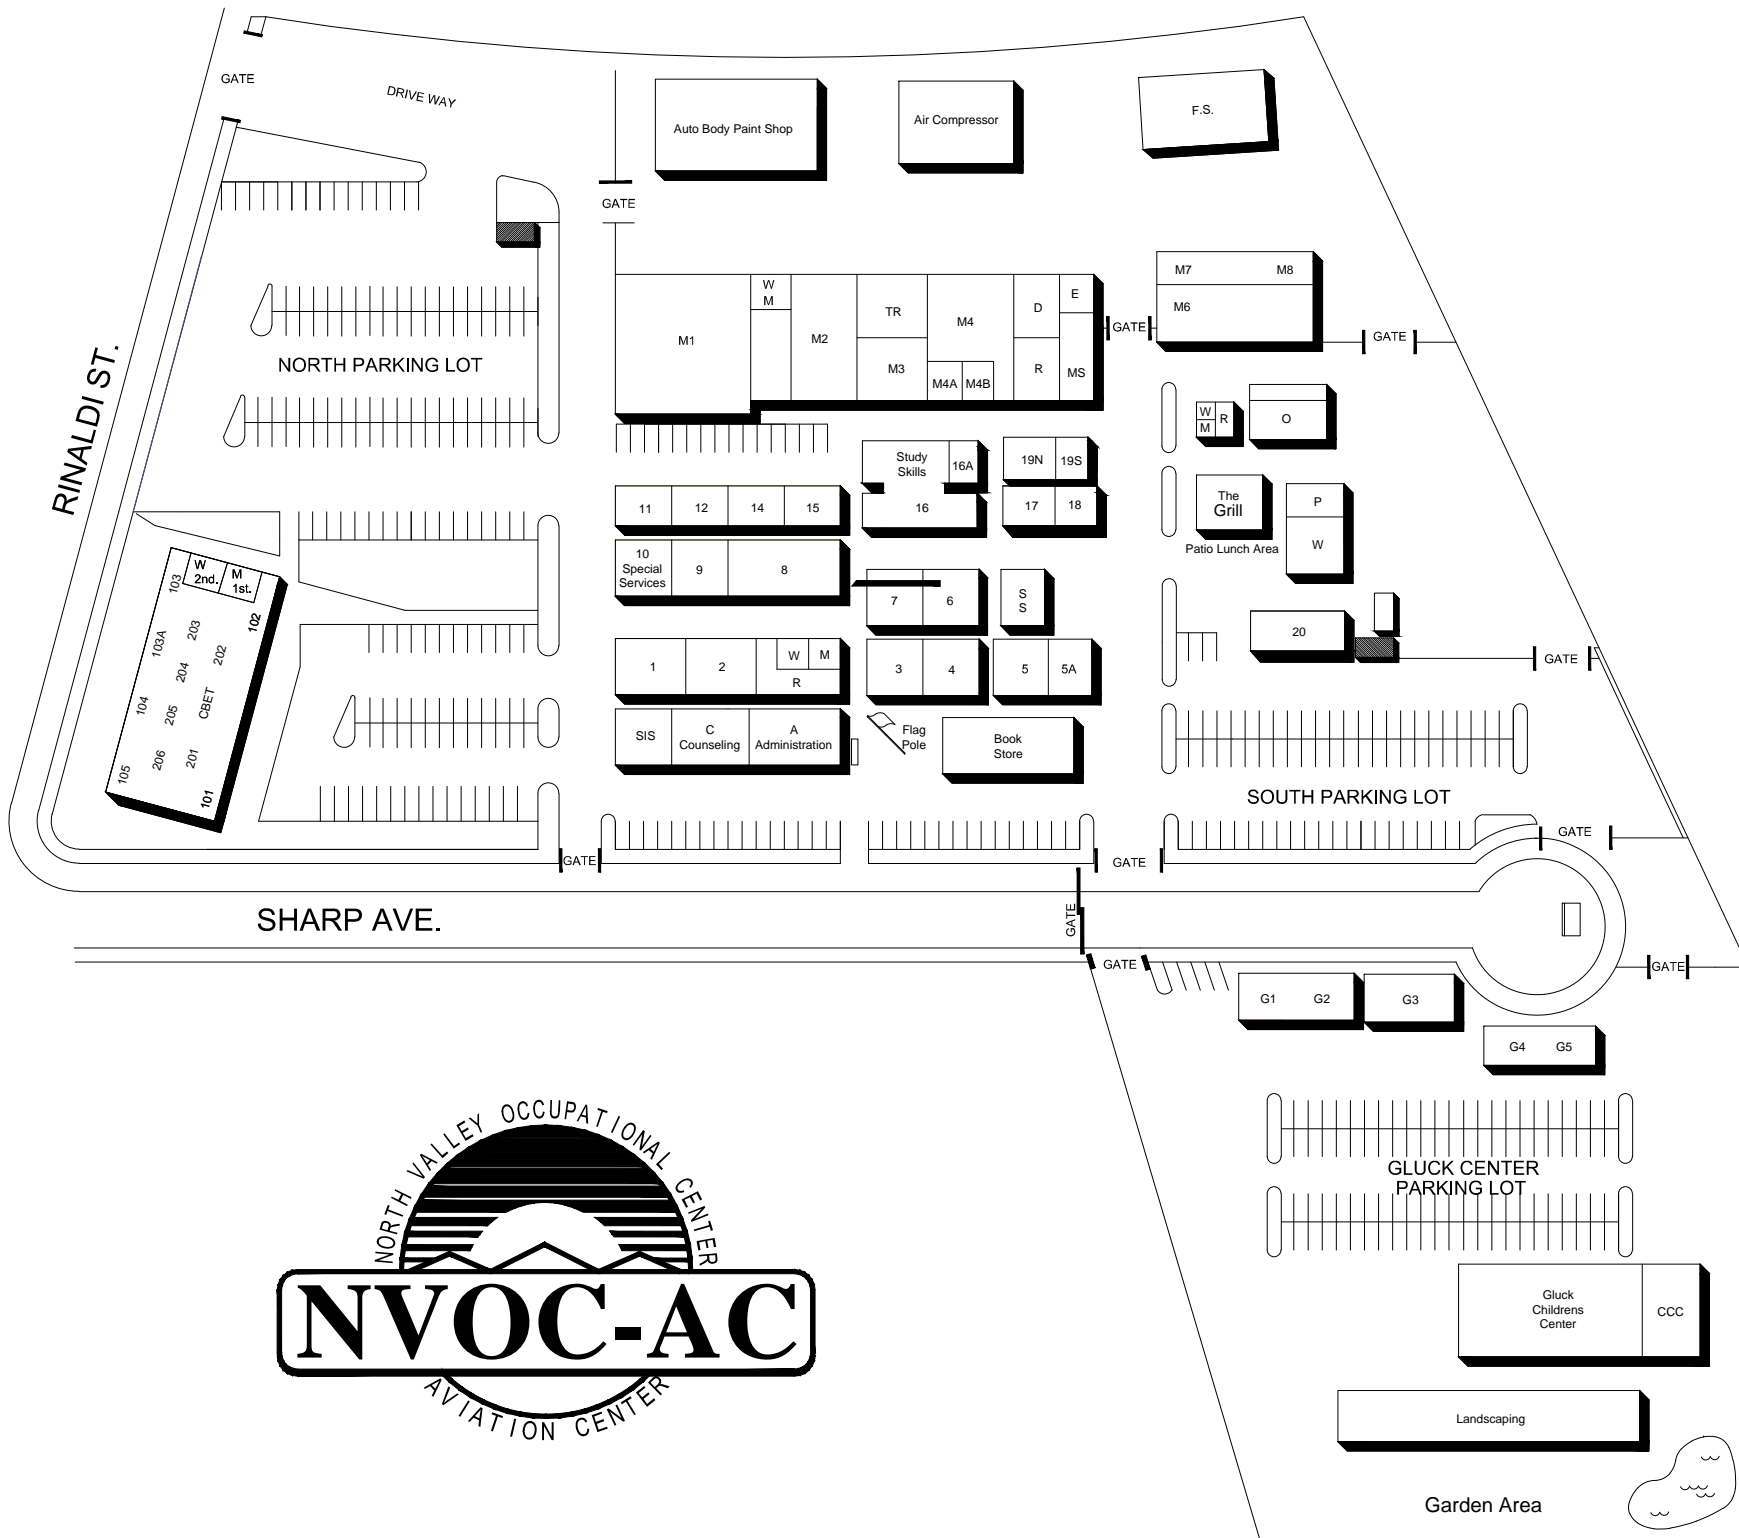 GATE
DRIVE WAY
Auto Body Paint Shop
Air Compressor
F.S.
GATE
M7
M8
M6
W
M
M1
M2
TR
M3
M4
M4A
M4B
D
R
E
MS
GATE
GATE
RINALDI ST.
NORTH PARKING LOT
W
M
R
O
Study
Skills
16A
19N
19S
11
12
14
15
16
17
18
The
Grill
Patio Lunch Area
P
W
10
Special
Services
9
8
7
6
S
S
20
GATE
103
W
2nd.
M
1st.
102
103A
203
202
204
104
205
CBET
206
201
105
101
1
2
W
M
R
3
4
5
5A
SIS
C
Counseling
A
Administration
Flag
Pole
Book
Store
SOUTH PARKING LOT
GATE
GATE
GATE
SHARP AVE.
GATE
GATE
GATE
G1
G2
G3
G4
G5
GLUCK CENTER
PARKING LOT
Gluck
Childrens
Center
CCC
Landscaping
Garden Area
NORTH VALLEY OCCUPATIONAL CENTER
NVOC-AC
AVIATION CENTER